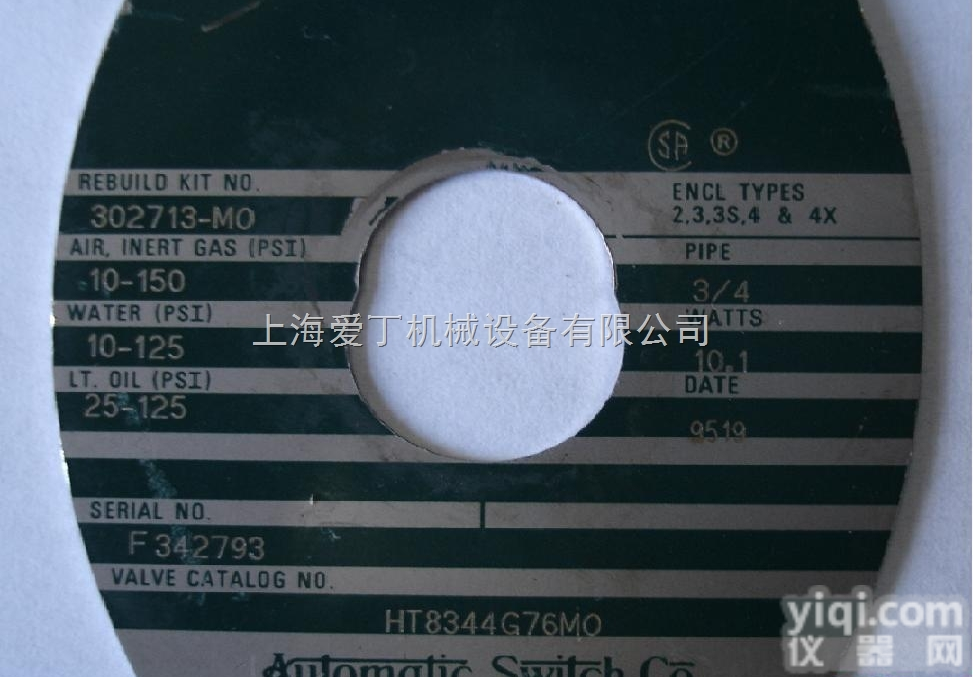 SA ®
REBUILD KIT NO.
302713-MO
ENCL TYPES
2,3,3S,4 & 4X
AIR, INERT GAS (PSI)
10-150
PIPE
3/4
WATER (PSI)
10-125
上海爱丁机械设备有限公司
WATTS
10.1
LT. OIL (PSI)
25-125
DATE
9519
SERIAL NO.
F342793
VALVE CATALOG NO.
HT8344G76MO
Automatic Switch Co
yiqi.com
仪器网